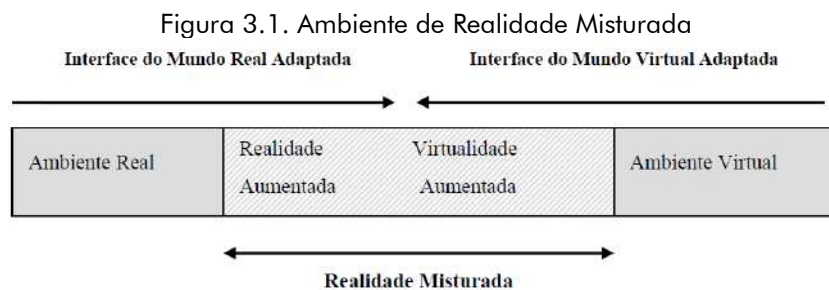 Figura 3.1. Ambiente de Realidade Misturada
Interface do Mundo Real Adaptada
Interface do Mundo Virtual Adaptada
Ambiente Real
Realidade
Aumentada
Virtualidade
Aumentada
Ambiente Virtual
Realidade Misturada